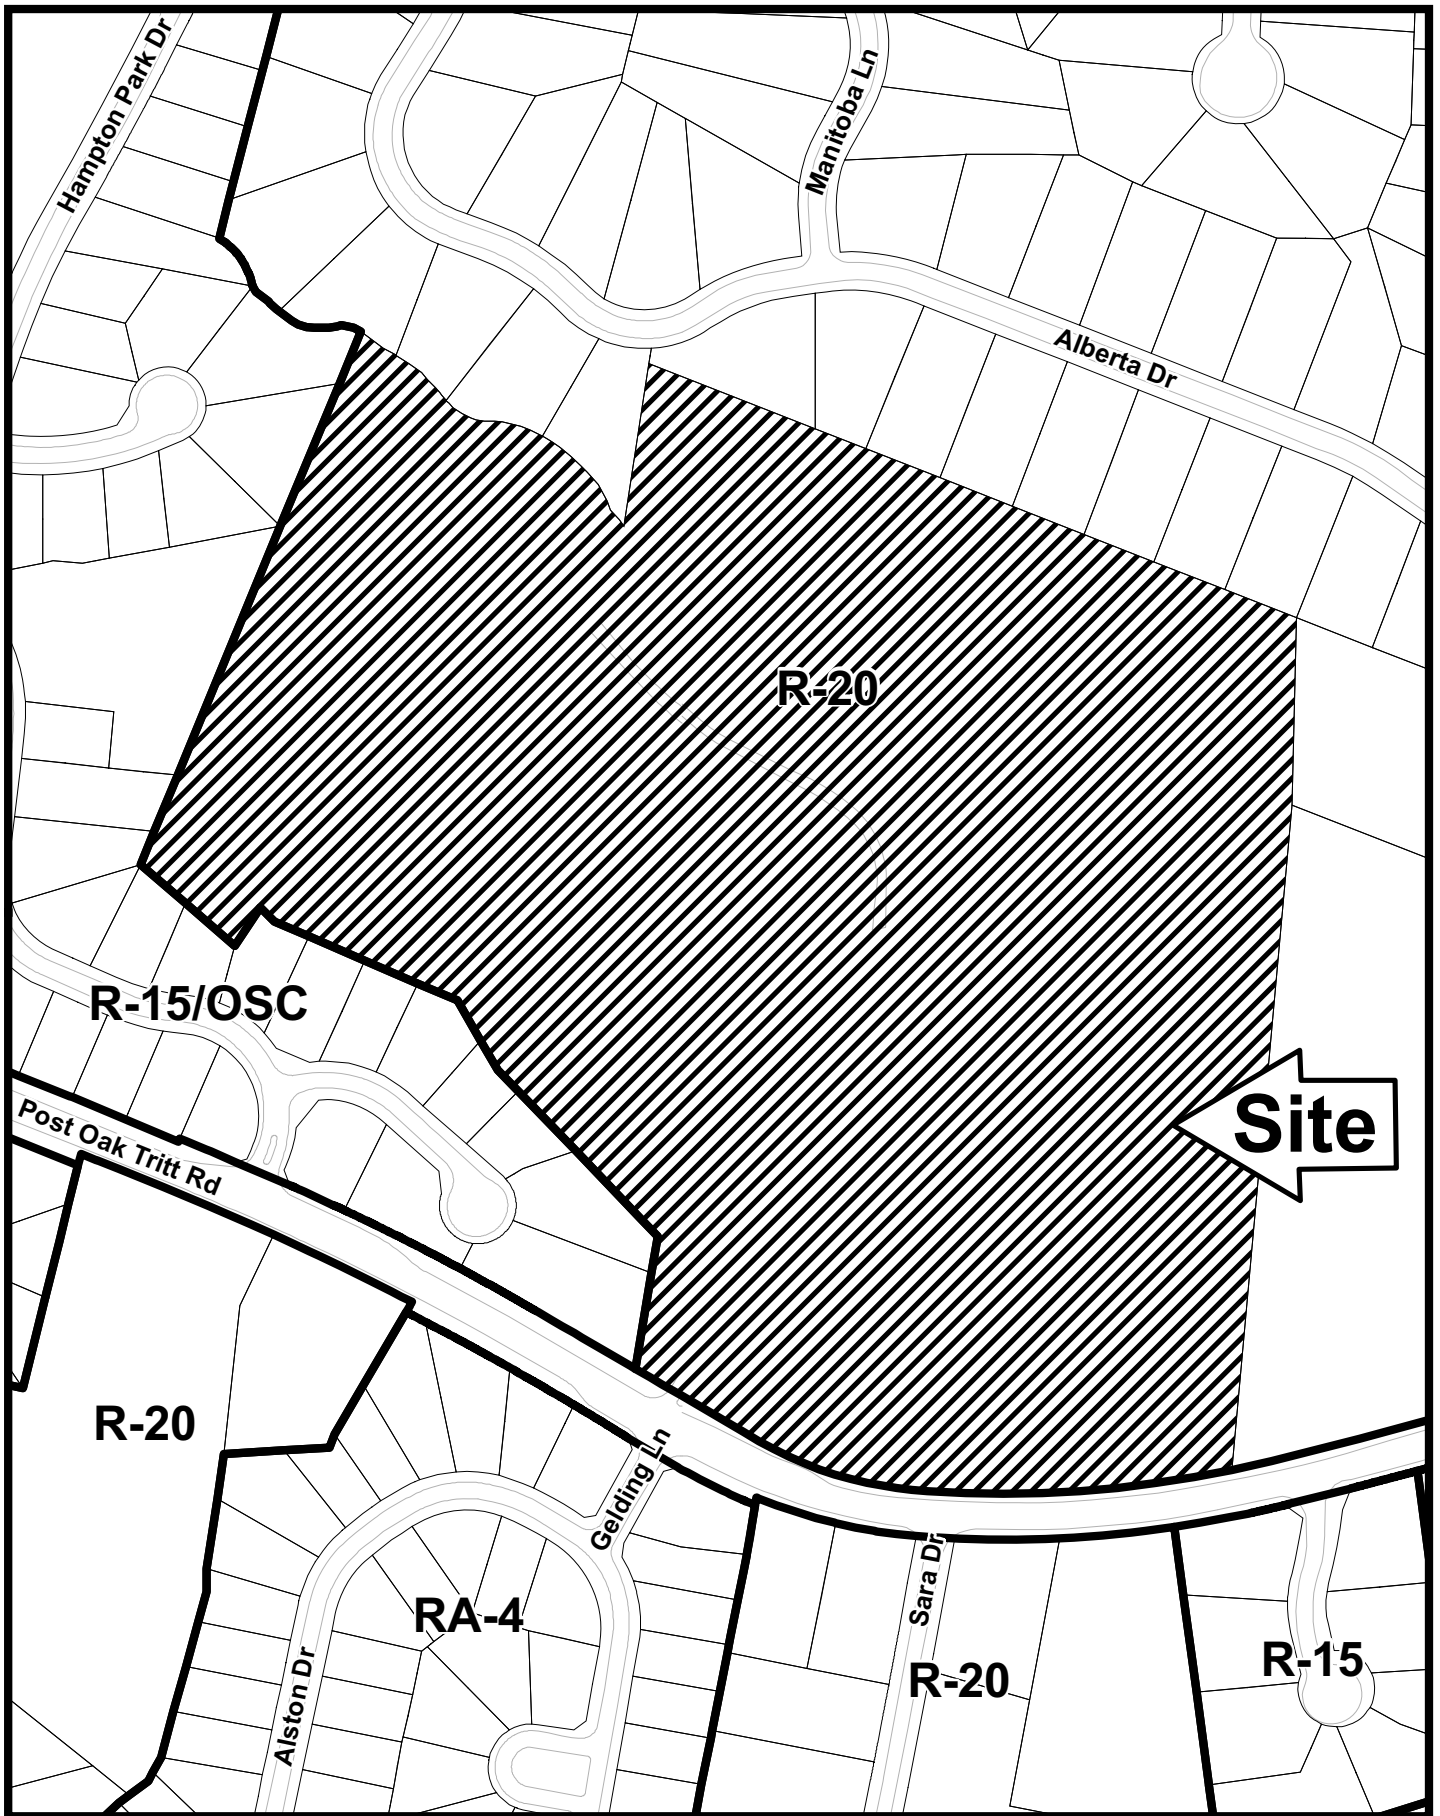 Hampton Park Dr
Manitoba Ln
Alberta Dr
R-20
R-15/OSC
Site
Post Oak Tritt Rd
R-20
Gelding Ln
Sara Dr
RA-4
R-15
R-20
Alston Dr